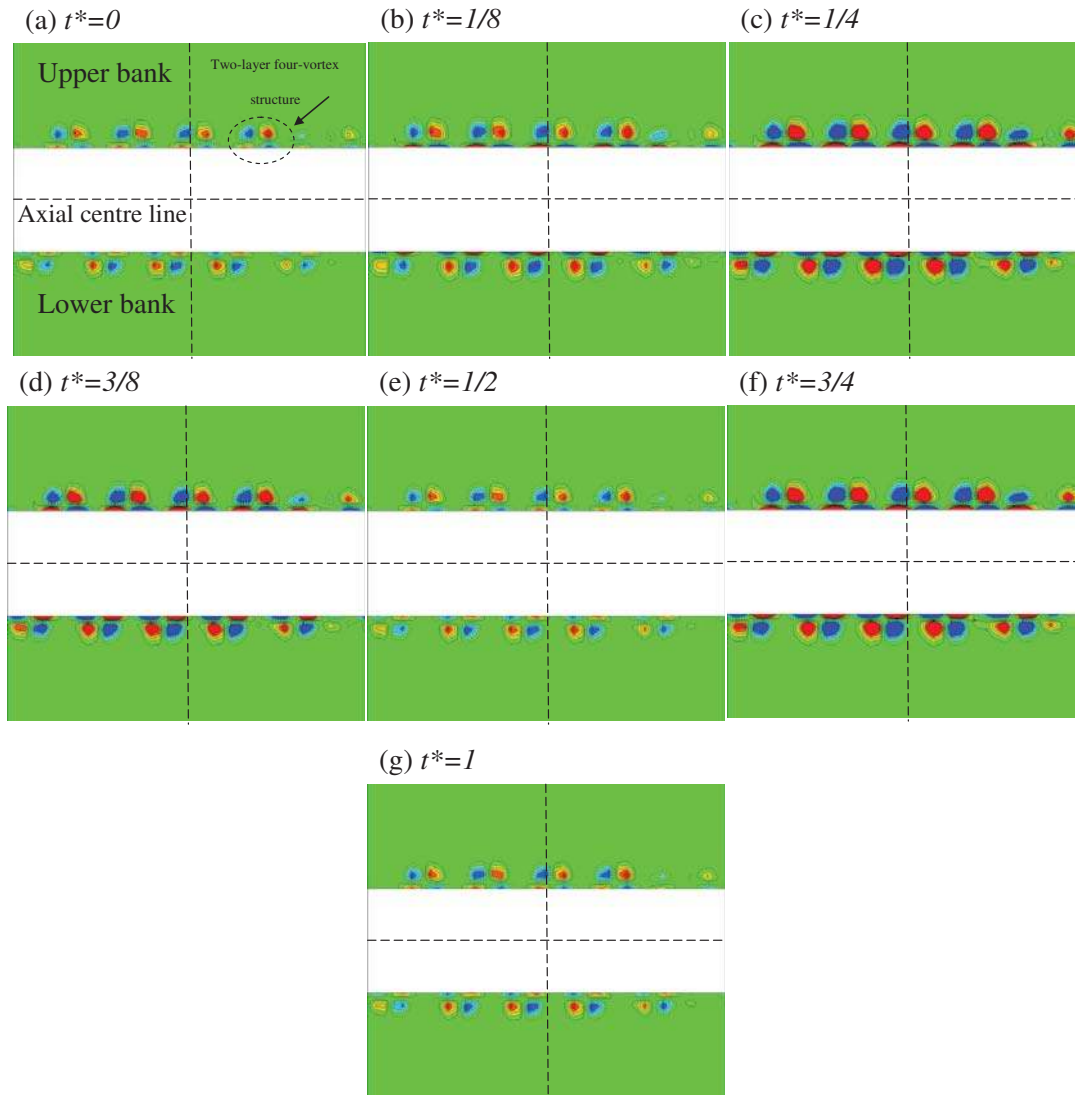 (a) t*=0
(b) t*=1/8
(c) t*=1/4
Upper bank
Two-layer four-vortex
structure
Axial centre line
Lower bank
(d) t*=3/8
(e) t*=1/2
(f) t*=3/4
(g) t*=1